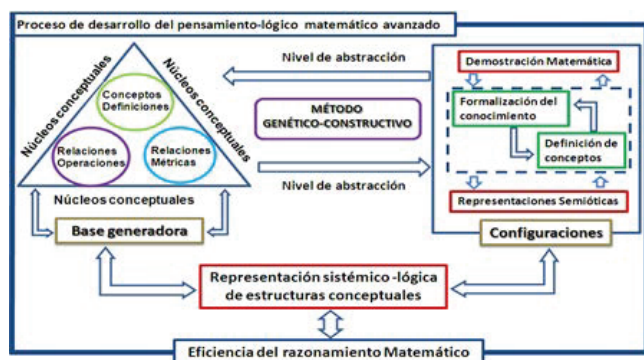 Proceso de desarrollo del pensamiento-lógico matemático avanzado
Núcleos conceptuales
Núcleos conceptuales
Conceptos
Definiciones
Relaciones
Operaciones
Relaciones
Métricas
Núcleos conceptuales
Base generadora
Nivel de abstracción
MÉTODO
GENÉTICO-CONSTRUCTIVO
Nivel de abstracción
Demostración Matemática
Formalización del
conocimiento
Definición de
conceptos
Representaciones Semióticas
Configuraciones
Representación sistémico -lógica
de estructuras conceptuales
Eficiencia del razonamiento Matemático